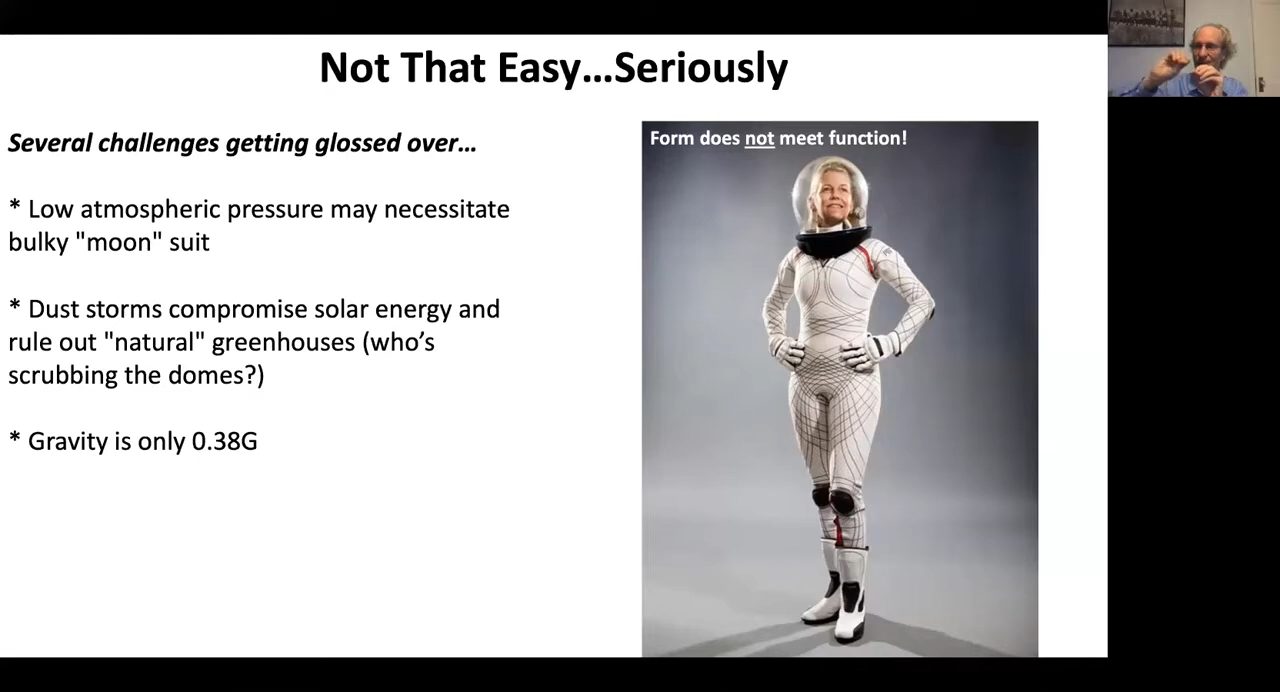 Not That Easy…Seriously
Several challenges getting glossed over…
* Low atmospheric pressure may necessitate
bulky "moon" suit
* Dust storms compromise solar energy and
rule out "natural" greenhouses (who’s
scrubbing the domes?)
* Gravity is only 0.38G
Form does not meet function!